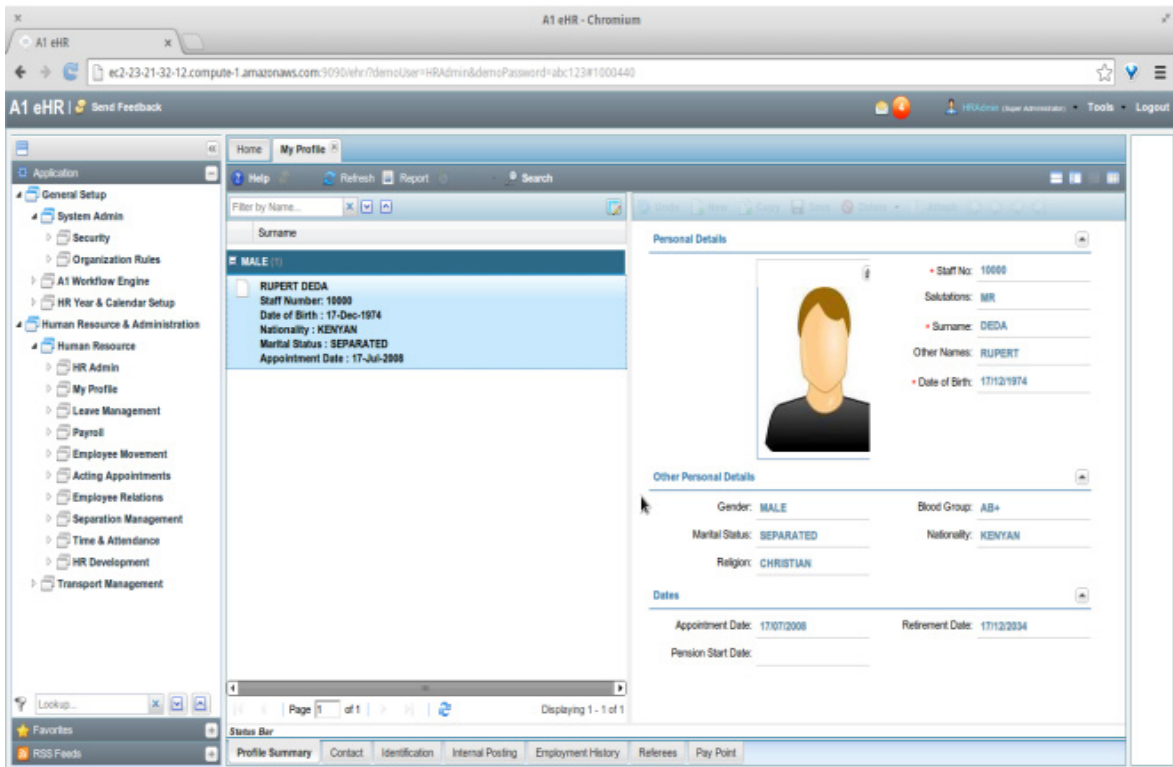 A1 eHR - Chromium
A1 eHR
ec2-23-21-32-12.compute-1.amazonaws.com:9090/ehr/?demoUser=HRAdmin&demoPassword=abc123#1000440
A1 eHR | Send Feedback
4
HRAdmin (Super Administrator)
Tools
Logout
Application
General Setup
System Admin
Security
Organization Rules
A1 Workflow Engine
HR Year & Calendar Setup
Human Resource & Administration
Human Resource
HR Admin
My Profile
Leave Management
Payroll
Employee Movement
Acting Appointments
Employee Relations
Separation Management
Time & Attendance
HR Development
Transport Management
Lookup...
Favorites
RSS Feeds
Home
My Profile
Help
Refresh
Report
Search
Filter by Name...
Surname
MALE (1)
RUPERT DEDA
Staff Number: 10000
Date of Birth : 17-Dec-1974
Nationality : KENYAN
Marital Status : SEPARATED
Appointment Date : 17-Jul-2008
Page 1 of 1
Displaying 1 - 1 of 1
Undo New Copy Save Delete Attach
Personal Details
* Staff No: 10000
Salutations: MR
* Surname: DEDA
Other Names: RUPERT
* Date of Birth: 17/12/1974
Other Personal Details
Gender: MALE
Blood Group: AB+
Marital Status: SEPARATED
Nationality: KENYAN
Religion: CHRISTIAN
Dates
Appointment Date: 17/07/2008
Retirement Date: 17/12/2034
Pension Start Date:
Status Bar
Profile Summary
Contact
Identification
Internal Posting
Employment History
Referees
Pay Point